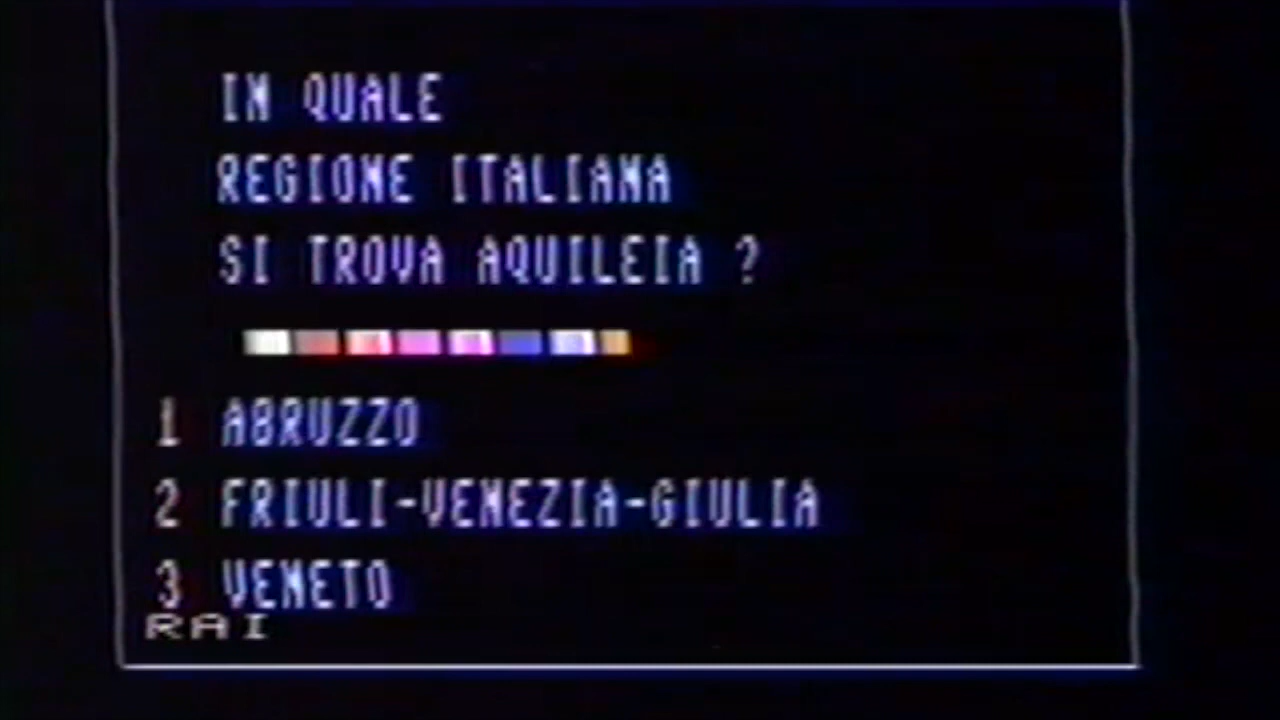 IN QUALE
REGIONE ITALIANA
SI TROVA AQUILEIA ?
1 ABRUZZO
2 FRIULI-VENEZIA-GIULIA
3 VENETO
RAI